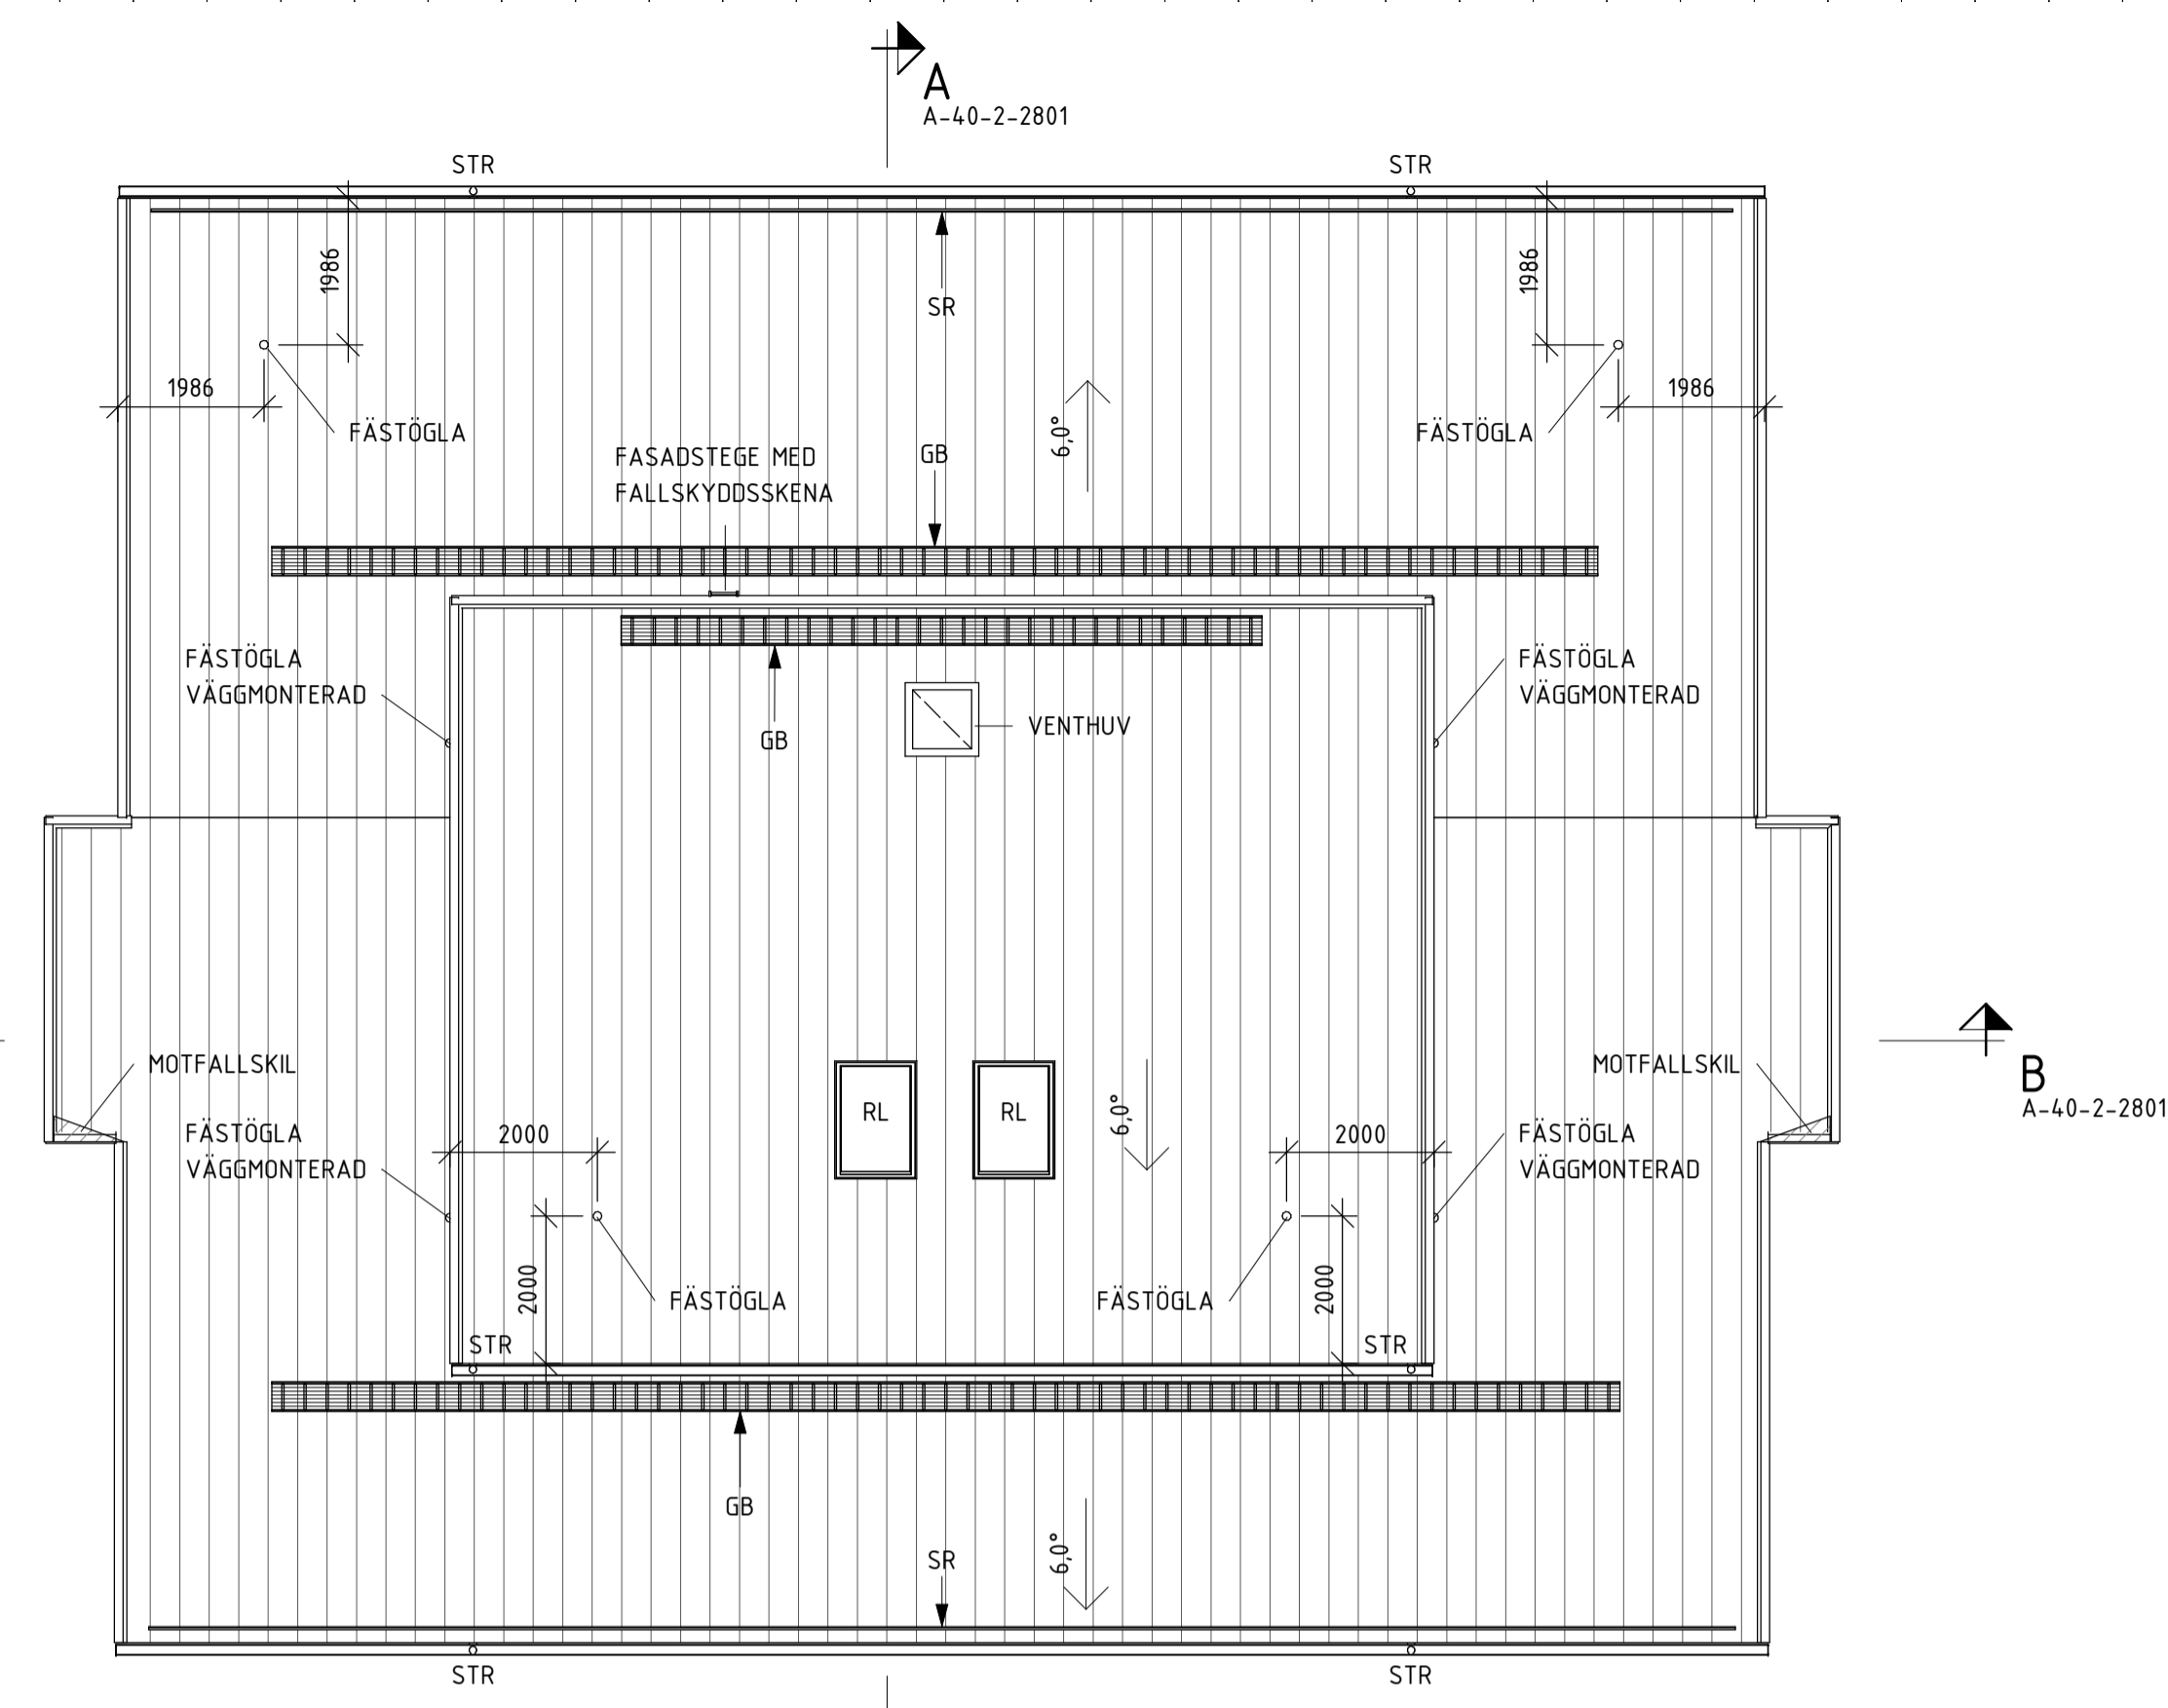 A
A-40-2-2801
STR
STR
1986
1986
SR
1986
1986
FÄSTÖGLA
FÄSTÖGLA
6,0°
GB
FASADSTEGE MED
FALLSKYDDSSKENA
FÄSTÖGLA
VÄGGMONTERAD
FÄSTÖGLA
VÄGGMONTERAD
GB
VENTHUV
MOTFALLSKIL
MOTFALLSKIL
B
A-40-2-2801
RL
RL
6,0°
FÄSTÖGLA
VÄGGMONTERAD
2000
2000
FÄSTÖGLA
VÄGGMONTERAD
2000
2000
FÄSTÖGLA
FÄSTÖGLA
STR
STR
GB
SR
6,0°
STR
STR